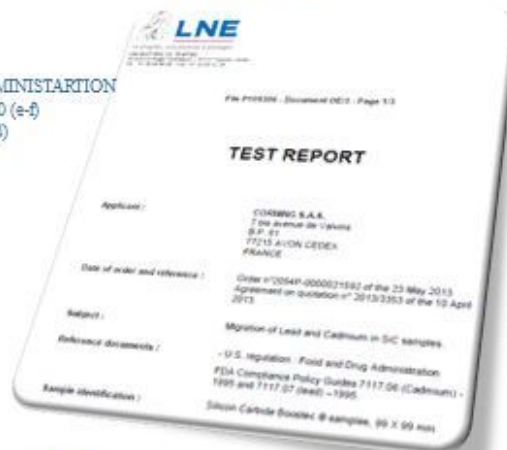 MINISTARTION
0 (e-f)
LNE
File P109306 - Document DE/3 - Page 1/3
TEST REPORT
Applicant :
CORNING S.A.S.
7 bis avenue de Valvins
B.P. 61
77215 AVON CEDEX
FRANCE
Date of order and reference :
Order n°2054P-0000021592 of the 23 May 2013
Agreement on quotation n° 2013/3353 of the 10 April
2013
Subject :
Migration of Lead and Cadmium in SiC samples
Reference documents :
- U.S. regulation : Food and Drug Administration
FDA Compliance Policy Guides 7117.06 (Cadmium) -
1995 and 7117.07 (lead) –1995
Sample identification :
Silicon Carbide Boostec ® samples, 99 X 99 mm